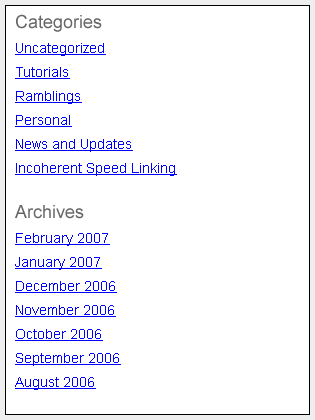 Categories
Uncategorized
Tutorials
Ramblings
Personal
News and Updates
Incoherent Speed Linking
Archives
February 2007
January 2007
December 2006
November 2006
October 2006
September 2006
August 2006